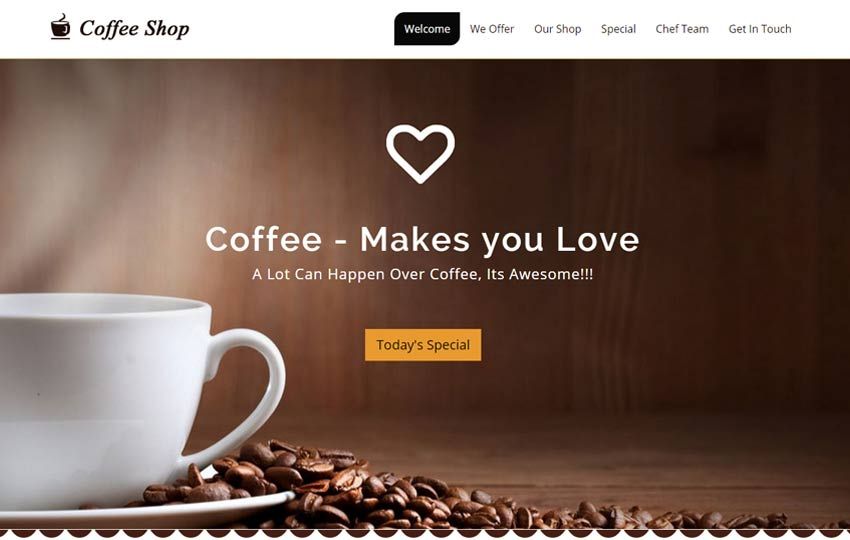 Coffee Shop
Welcome We Offer Our Shop Special Chef Team Get In Touch
Coffee - Makes you Love
A Lot Can Happen Over Coffee, Its Awesome!!!
Today's Special